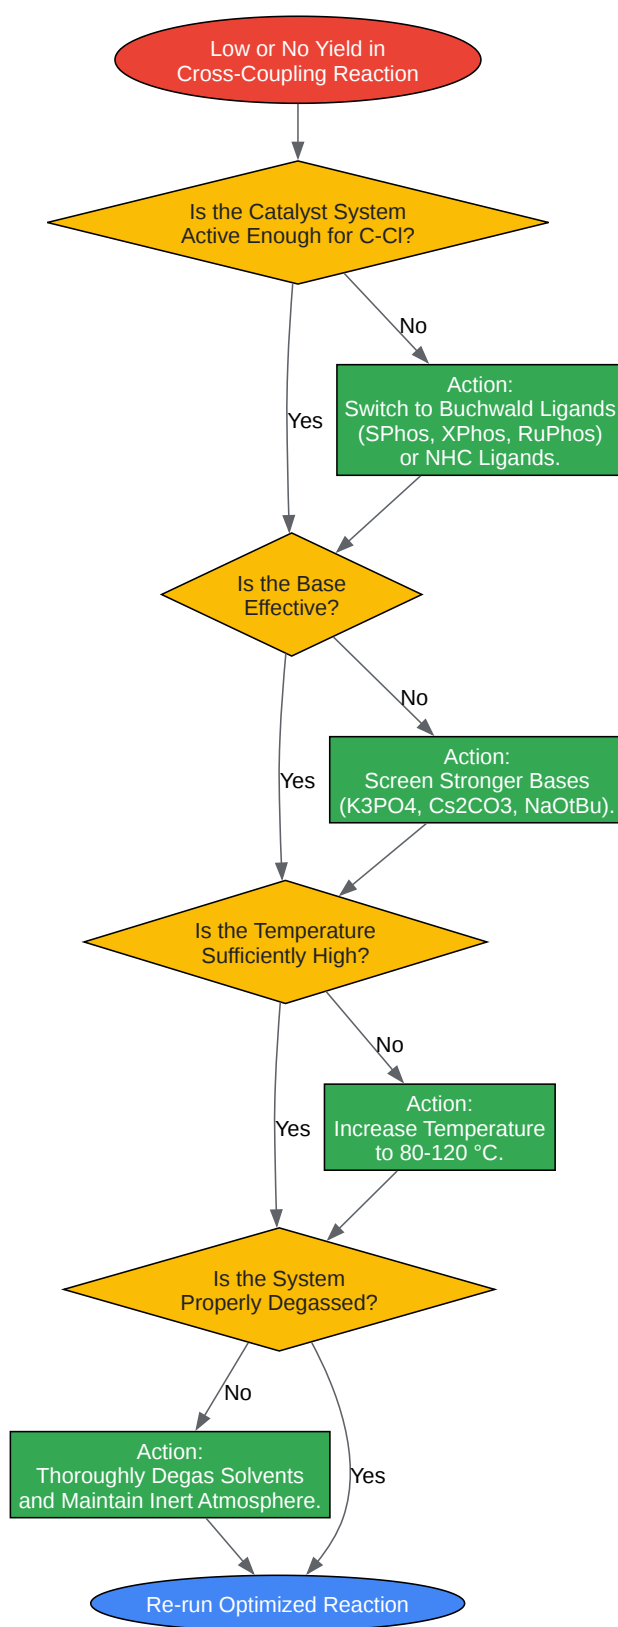 Low or No Yield in
Cross-Coupling Reaction
Is the Catalyst System
Active Enough for C-Cl?
No
Action:
Switch to Buchwald Ligands
(SPhos, XPhos, RuPhos)
or NHC Ligands.
Yes
Is the Base
Effective?
No
Action:
Screen Stronger Bases
(K3PO4, Cs2CO3, NaOtBu).
Yes
Is the Temperature
Sufficiently High?
No
Action:
Increase Temperature
to 80-120 °C.
Yes
Is the System
Properly Degassed?
No
Action:
Thoroughly Degas Solvents
and Maintain Inert Atmosphere.
Yes
Re-run Optimized Reaction